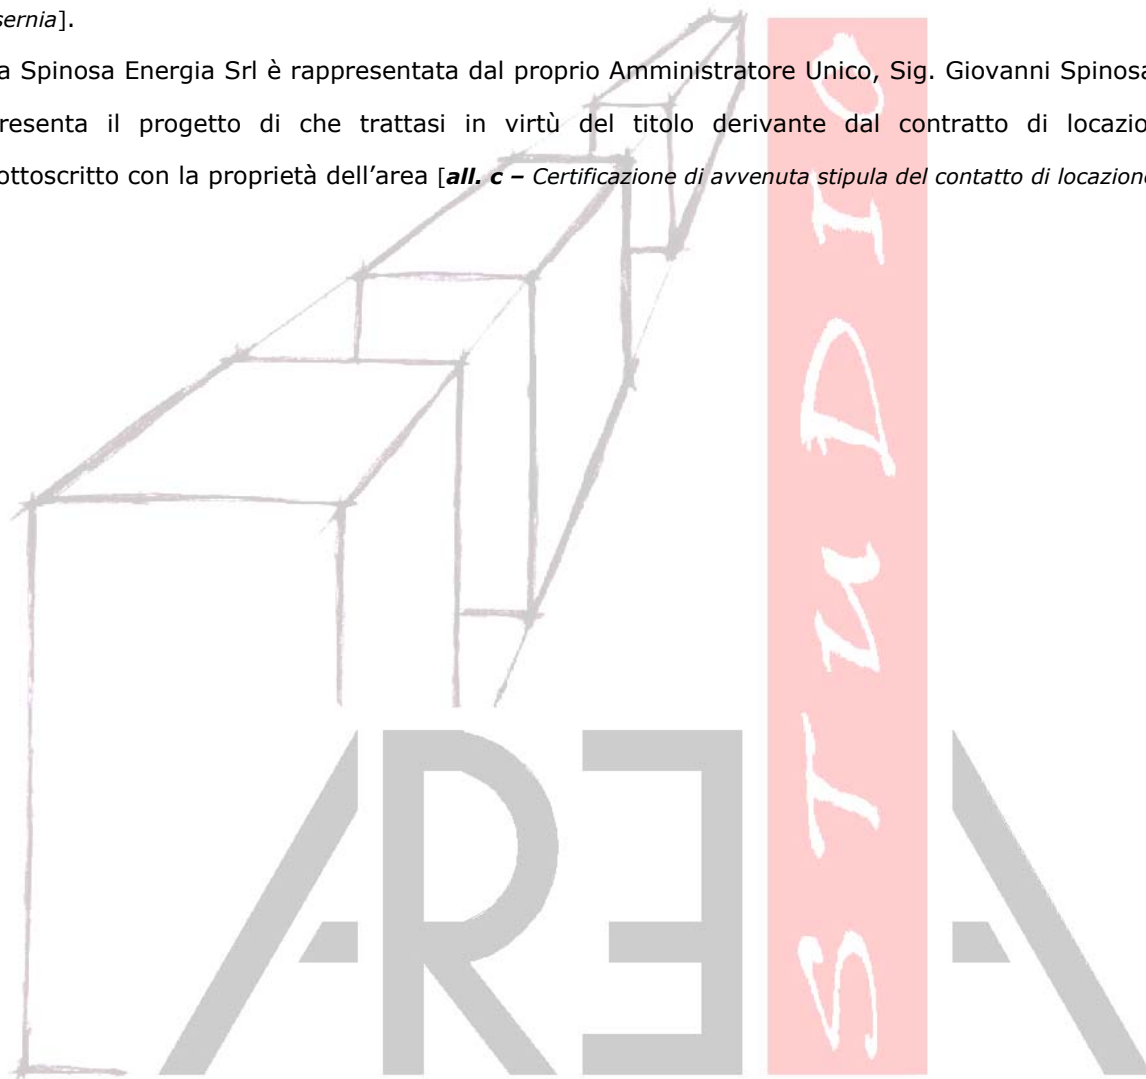 sernia].
a Spinosa Energia Srl è rappresentata dal proprio Amministratore Unico, Sig. Giovanni Spinosa
resenta il progetto di che trattasi in virtù del titolo derivante dal contratto di locazio
ottoscritto con la proprietà dell'area [all. c – Certificazione di avvenuta stipula del contatto di locazione
STuDIO
AREA